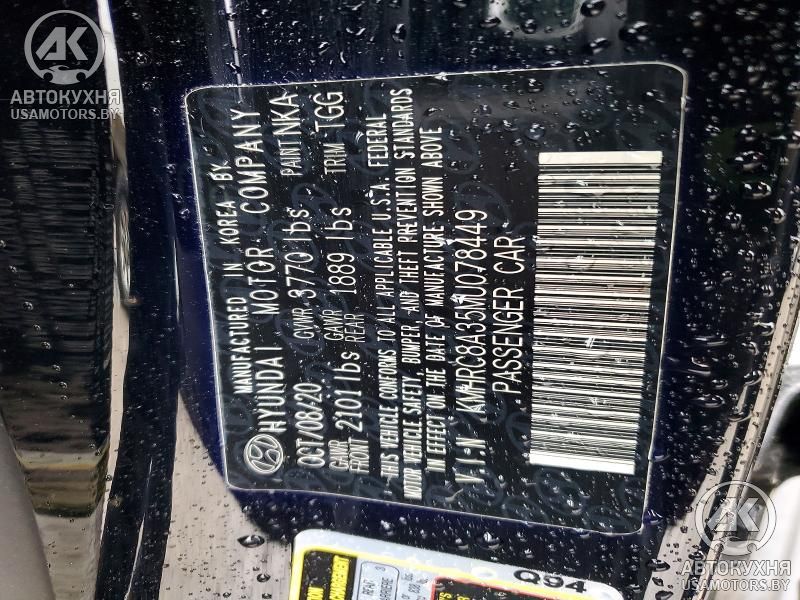 АК
АВТОКУХНЯ
USAMOTORS.BY
MANUFACTURED IN KOREA BY
HYUNDAI MOTOR COMPANY
OCT/08/20 GVWR 3770 lbs PAINT NKA
GAWR FRONT 2101 lbs GAWR REAR 1889 lbs TRIM TGG
THIS VEHICLE CONFORMS TO ALL APPLICABLE U.S.A. FEDERAL
MOTOR VEHICLE SAFETY, BUMPER, AND THEFT PREVENTION STANDARDS
IN EFFECT ON THE DATE OF MANUFACTURE SHOWN ABOVE
V.I.N KMHRC8A35MU078449
PASSENGER CAR
Q94
АК
АВТОКУХНЯ
USAMOTORS.BY